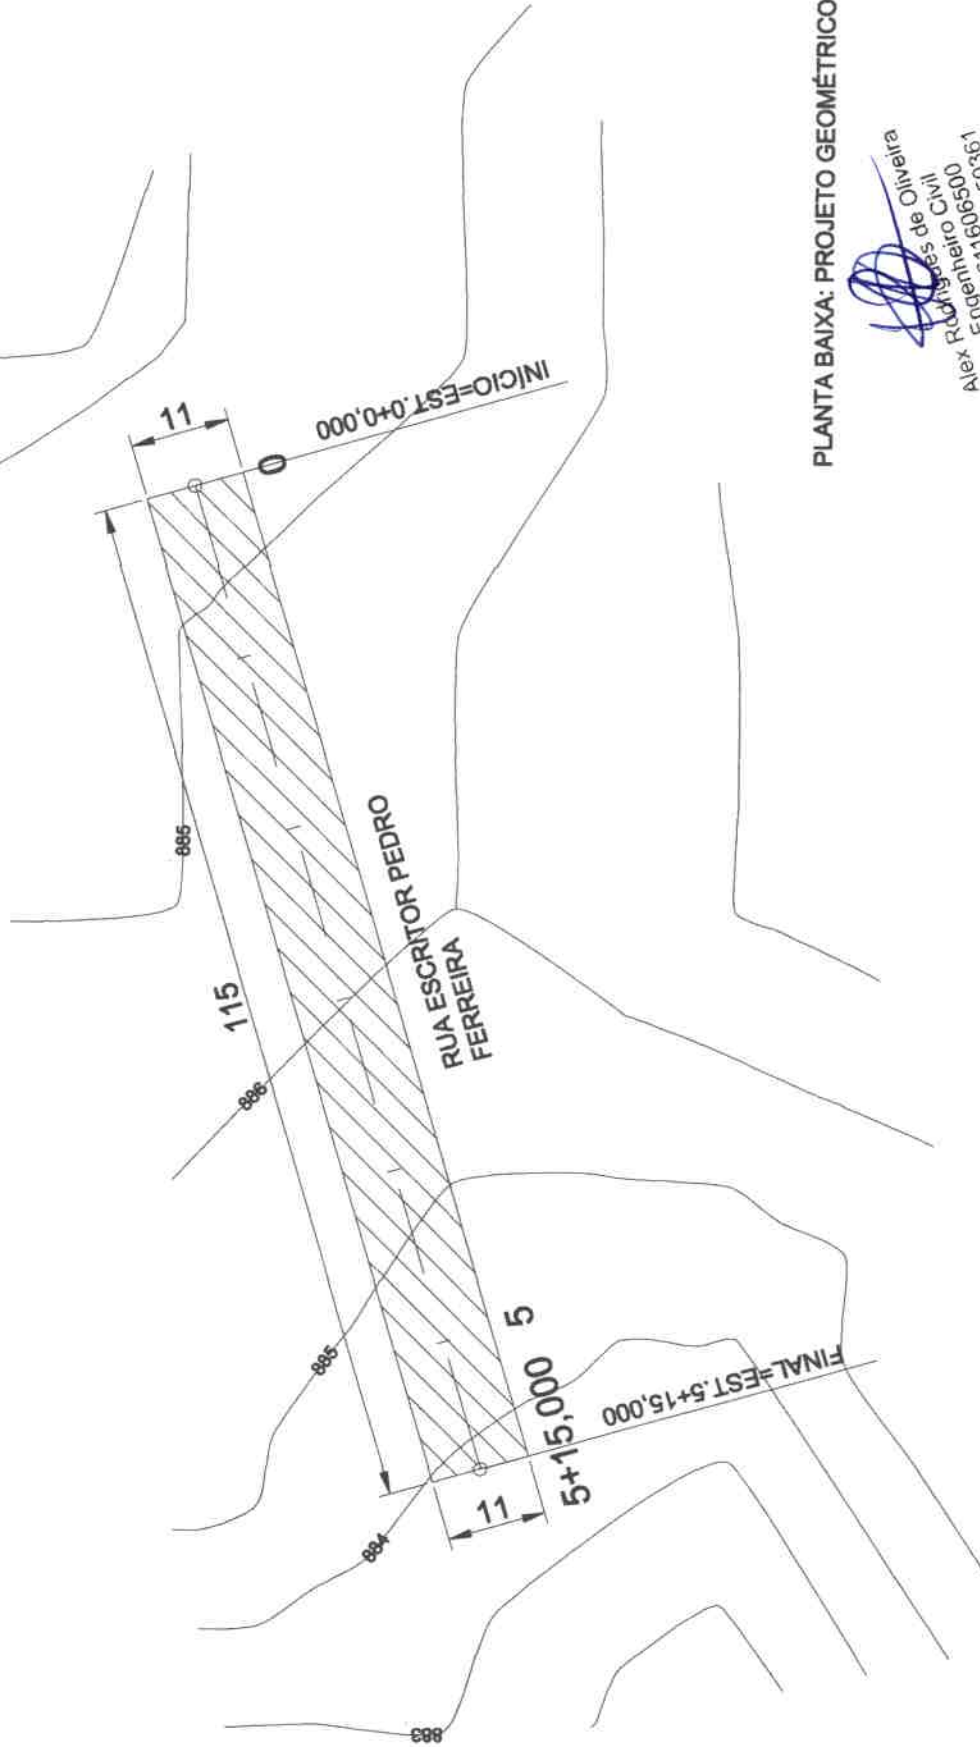 11
INÍCIO=EST.0+0,000
0
885
115
RUA ESCRITOR PEDRO
FERREIRA
886
885
5
5+15,000
FINAL=EST.5+15,000
11
884
883
PLANTA BAIXA: PROJETO GEOMÉTRICO
Alex Rodrigues de Oliveira
Engenheiro Civil